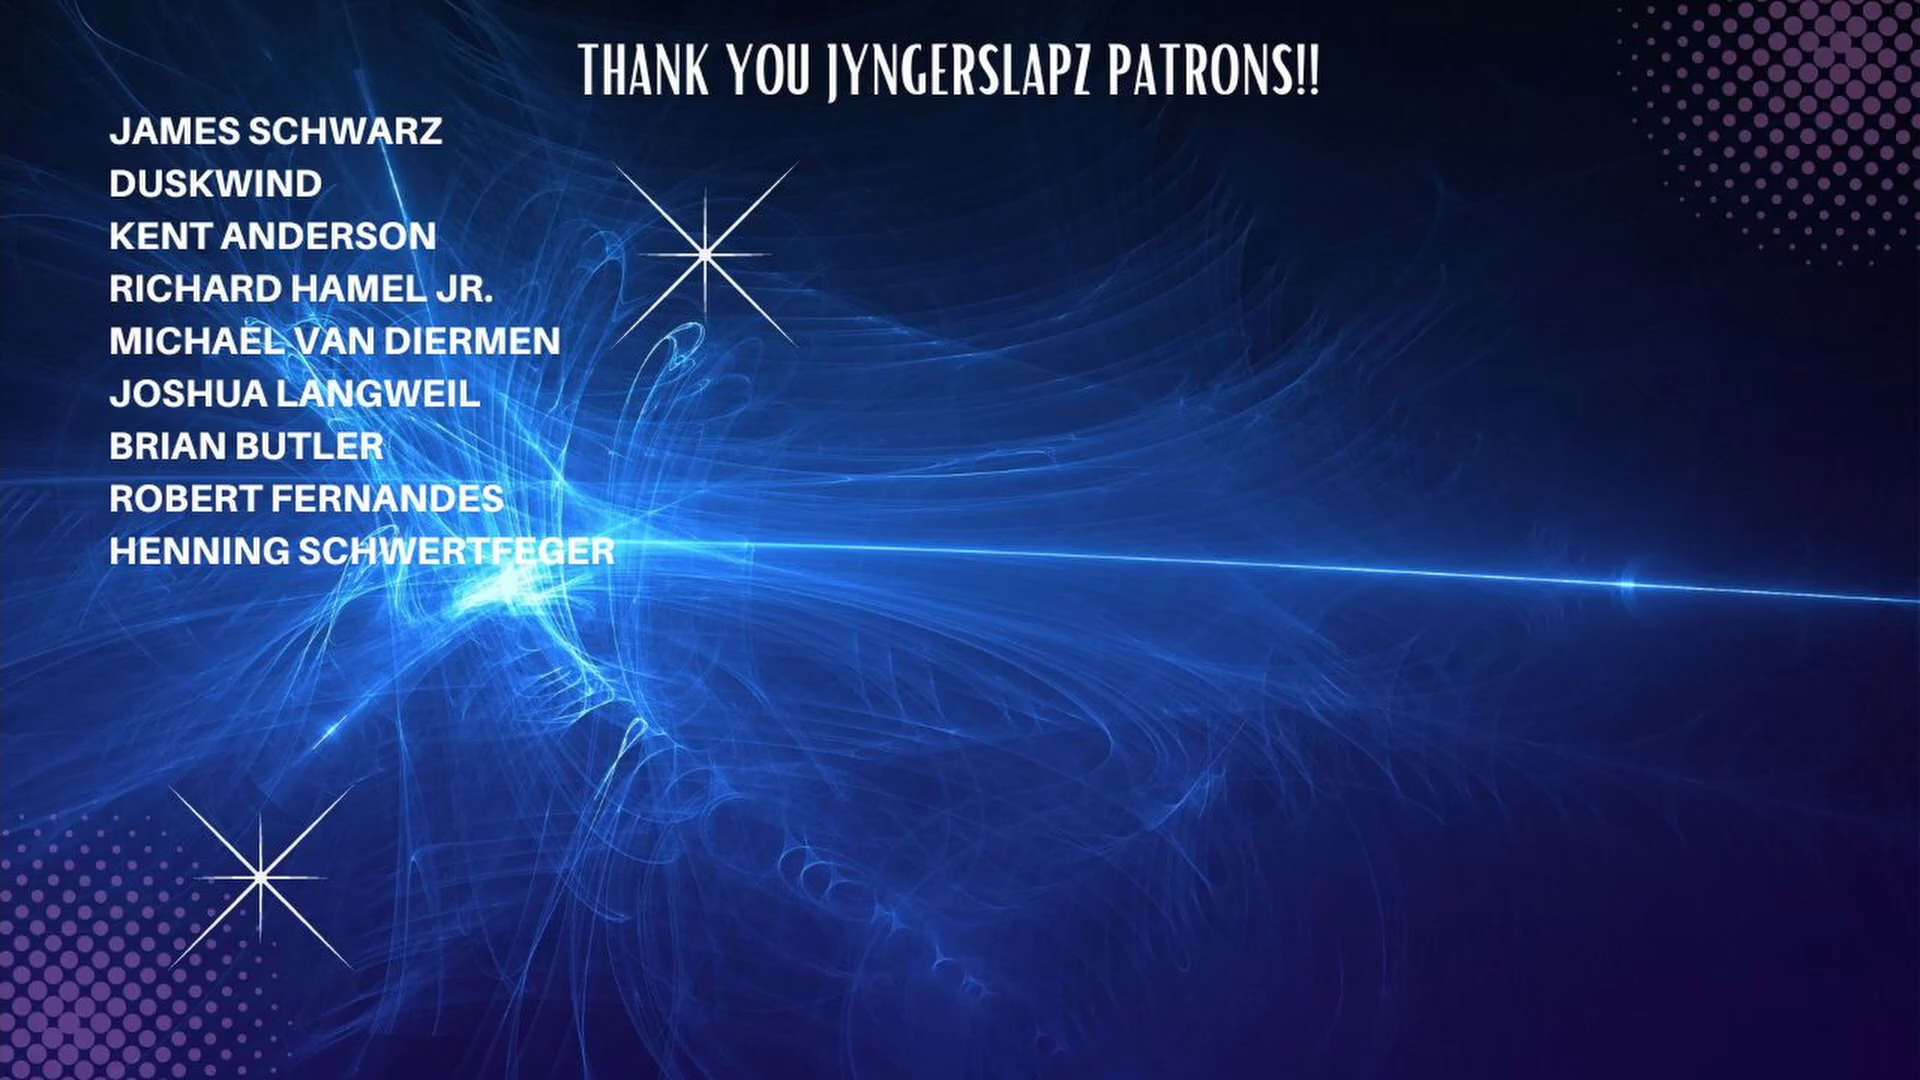 THANK YOU JYNGERSLAPZ PATRONS!!
JAMES SCHWARZ
DUSKWIND
KENT ANDERSON
RICHARD HAMEL JR.
MICHAEL VAN DIERMEN
JOSHUA LANGWEIL
BRIAN BUTLER
ROBERT FERNANDES
HENNING SCHWERTFEGER